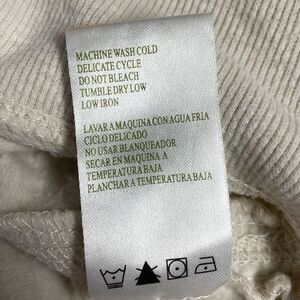 MACHINE WASH COLD
DELICATE CYCLE
DO NOT BLEACH
TUMBLE DRY LOW
LOW IRON
LAVAR A MAQUINA CON AGUA FRIA
CICLO DELICADO
NO USAR BLANQUEADOR
SECAR EN MAQUINA A
TEMPERATURA BAJA
PLANCHAR A TEMPERATURA BAJA